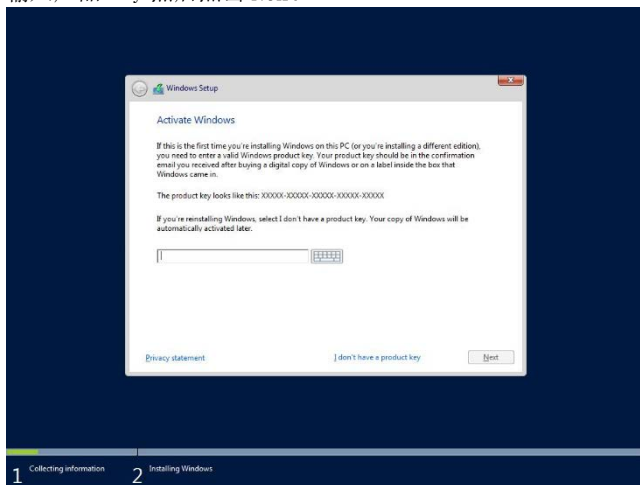 Windows Setup
Activate Windows
If this is the first time you're installing Windows on this PC (or you're installing a different edition),
you need to enter a valid Windows product key. Your product key should be in the confirmation
email you received after buying a digital copy of Windows or on a label inside the box that
Windows came in.
The product key looks like this: XXXXX-XXXXX-XXXXX-XXXXX-XXXXX
If you're reinstalling Windows, select I don't have a product key. Your copy of Windows will be
automatically activated later.
Privacy statement
I don't have a product key
Next
1 Collecting information
2 Installing Windows